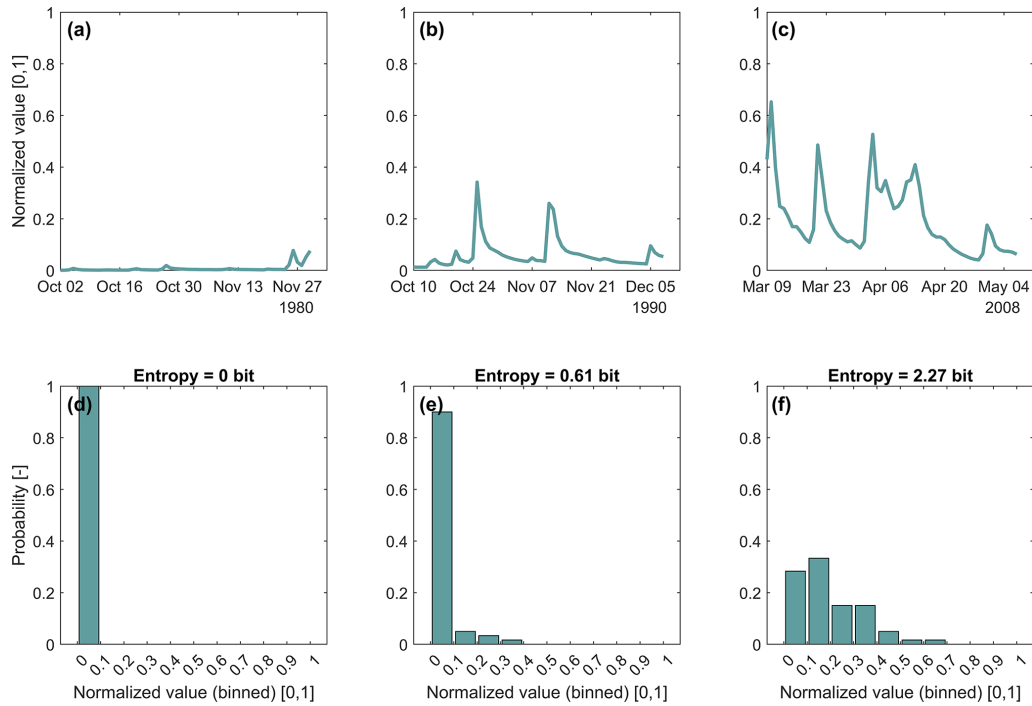 (a) (b) (c)
1 1 1
0.8 0.8 0.8
0.6 0.6 0.6
0.4 0.4 0.4
0.2 0.2 0.2
0 0 0
Normalized value [0,1]
Oct 02 Oct 16 Oct 30 Nov 13 Nov 27 Oct 10 Oct 24 Nov 07 Nov 21 Dec 05 Mar 09 Mar 23 Apr 06 Apr 20 May 04
1980 1990 2008
Entropy = 0 bit Entropy = 0.61 bit Entropy = 2.27 bit
(d) (e) (f)
1 1 1
0.8 0.8 0.8
0.6 0.6 0.6
0.4 0.4 0.4
0.2 0.2 0.2
0 0 0
Probability [-]
0 0.1 0.2 0.3 0.4 0.5 0.6 0.7 0.8 0.9 1 0 0.1 0.2 0.3 0.4 0.5 0.6 0.7 0.8 0.9 1 0 0.1 0.2 0.3 0.4 0.5 0.6 0.7 0.8 0.9 1
Normalized value (binned) [0,1] Normalized value (binned) [0,1] Normalized value (binned) [0,1]